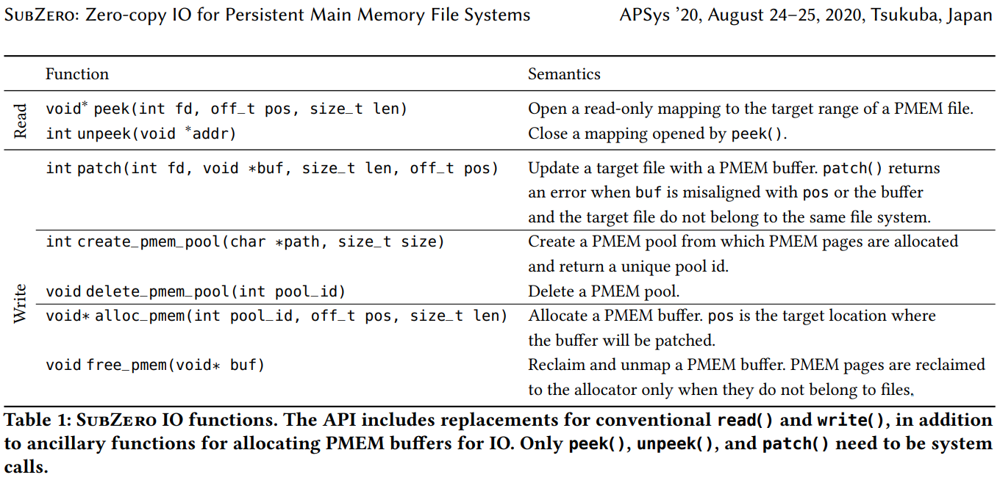 SUBZERO: Zero-copy IO for Persistent Main Memory File Systems
APSys ’20, August 24–25, 2020, Tsukuba, Japan
Function
Semantics
Read
void* peek(int fd, off_t pos, size_t len)
Open a read-only mapping to the target range of a PMEM file.
int unpeek(void *addr)
Close a mapping opened by peek().
Write
int patch(int fd, void *buf, size_t len, off_t pos)
Update a target file with a PMEM buffer. patch() returns
an error when buf is misaligned with pos or the buffer
and the target file do not belong to the same file system.
int create_pmem_pool(char *path, size_t size)
Create a PMEM pool from which PMEM pages are allocated
and return a unique pool id.
void delete_pmem_pool(int pool_id)
Delete a PMEM pool.
void* alloc_pmem(int pool_id, off_t pos, size_t len)
Allocate a PMEM buffer. pos is the target location where
the buffer will be patched.
void free_pmem(void* buf)
Reclaim and unmap a PMEM buffer. PMEM pages are reclaimed
to the allocator only when they do not belong to files.
Table 1: SUBZERO IO functions. The API includes replacements for conventional read() and write(), in addition
to ancillary functions for allocating PMEM buffers for IO. Only peek(), unpeek(), and patch() need to be system
calls.